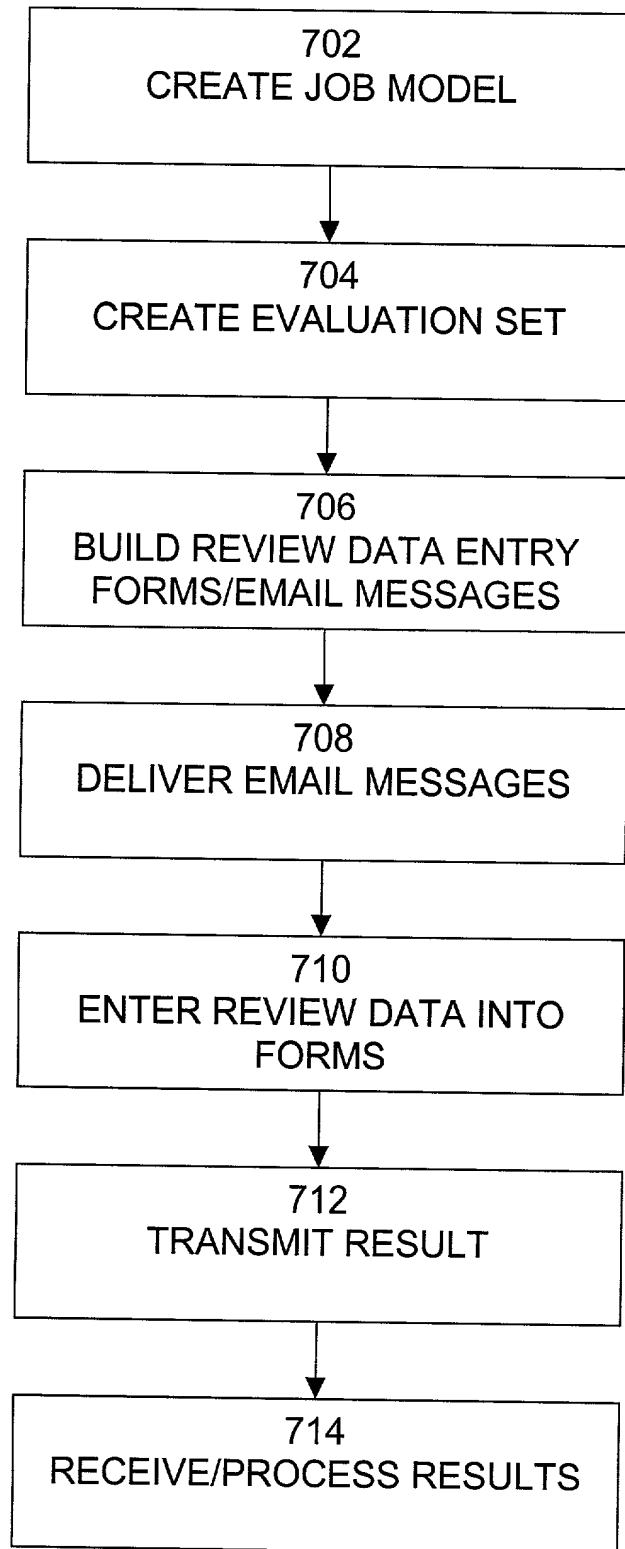 702
CREATE JOB MODEL
704
CREATE EVALUATION SET
706
BUILD REVIEW DATA ENTRY
FORMS/EMAIL MESSAGES
708
DELIVER EMAIL MESSAGES
710
ENTER REVIEW DATA INTO
FORMS
712
TRANSMIT RESULT
714
RECEIVE/PROCESS RESULTS